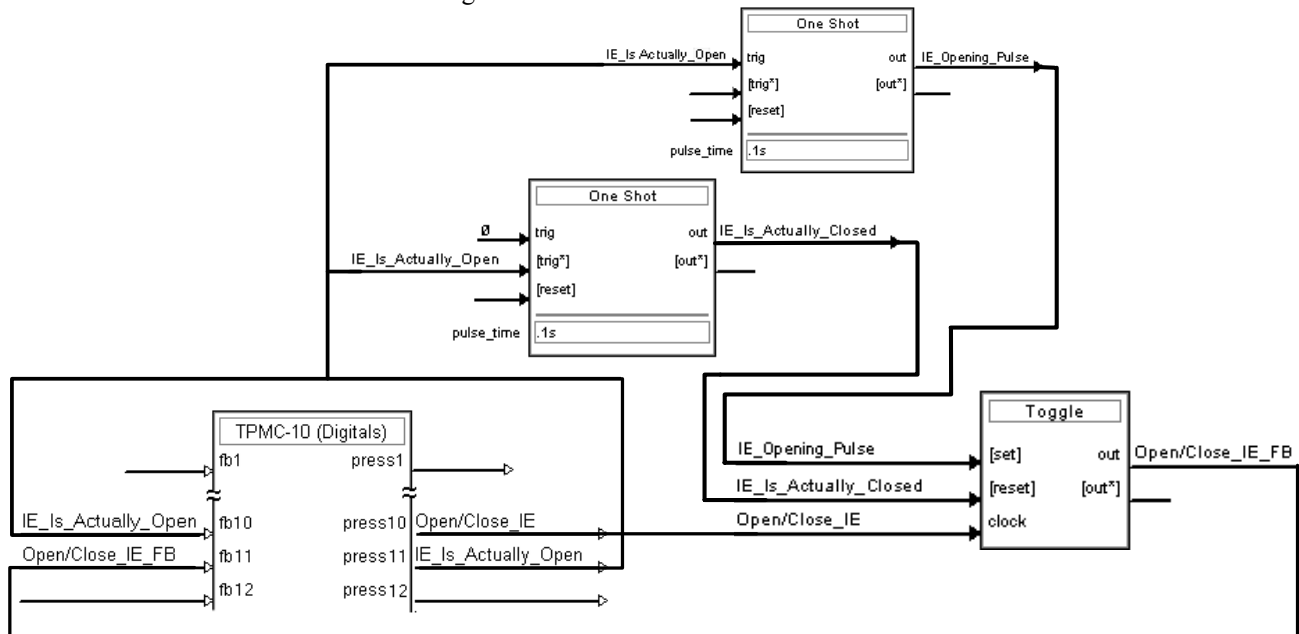 One Shot
IE_Is Actually_Open trig out IE_Opening_Pulse
[trig*] [out*]
[reset]
pulse_time .1s
One Shot
Ø trig out IE_Is_Actually_Closed
IE_Is_Actually_Open [trig*] [out*]
[reset]
pulse_time .1s
Toggle
IE_Opening_Pulse [set] out Open/Close_IE_FB
IE_Is_Actually_Closed [reset] [out*]
Open/Close_IE clock
TPMC-10 (Digitals)
fb1 press1
IE_Is_Actually_Open fb10 press10 Open/Close_IE
Open/Close_IE_FB fb11 press11 IE_Is_Actually_Open
fb12 press12